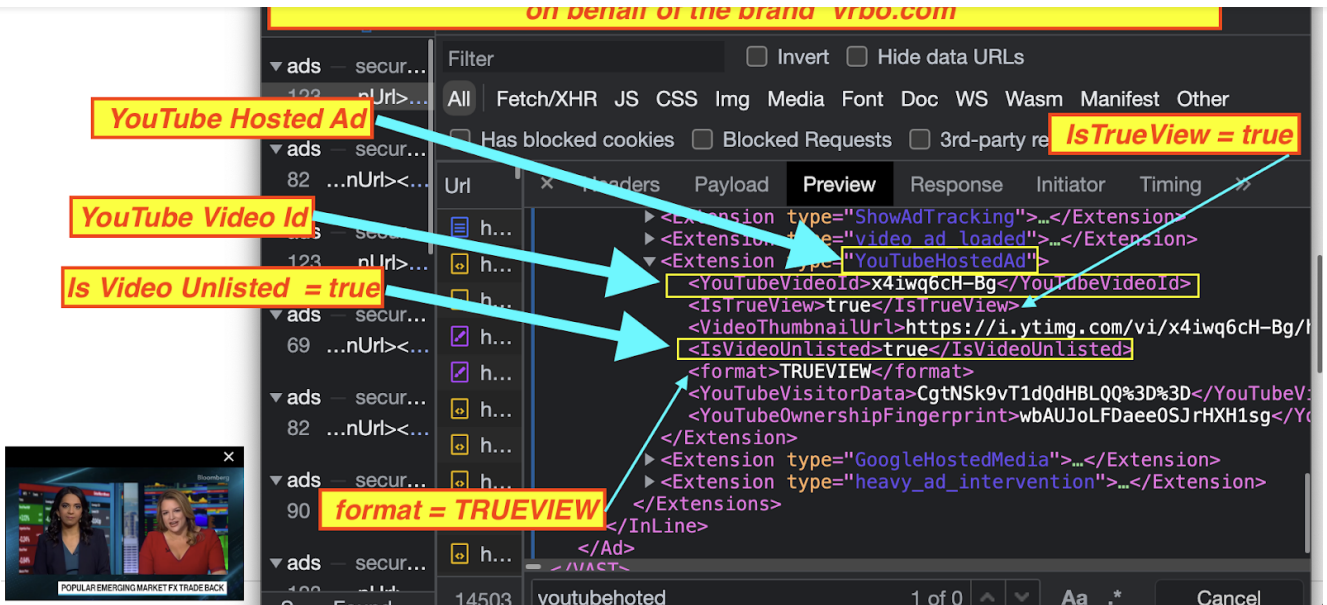 on behalf of the brand vrbo.com
ads — secur...
Filter
Invert
Hide data URLs
123 ...nUrl>...
All Fetch/XHR JS CSS Img Media Font Doc WS Wasm Manifest Other
YouTube Hosted Ad
Has blocked cookies
Blocked Requests
3rd-party re
IsTrueView = true
ads — secur...
82 ...nUrl><...
Url
× Headers Payload Preview Response Initiator Timing »
YouTube Video Id
h...
<Extension type="ShowAdTracking">…</Extension>
ads — secur...
<Extension type="video_ad_loaded">…</Extension>
123 ...nUrl>...
h...
<Extension type="YouTubeHostedAd">
Is Video Unlisted = true
<YouTubeVideoId>x4iwq6cH-Bg</YouTubeVideoId>
h...
<IsTrueView>true</IsTrueView>
ads — secur...
<VideoThumbnailUrl>https://i.ytimg.com/vi/x4iwq6cH-Bg/h
69 ...nUrl><...
h...
<IsVideoUnlisted>true</IsVideoUnlisted>
h...
<format>TRUEVIEW</format>
ads — secur...
<YouTubeVisitorData>CgtNSk9vT1dQdHBLQQ%3D%3D</YouTubeVi
h...
<YouTubeOwnershipFingerprint>wbAUJoLFDaeeOSJrHXH1sg</Yo
82 ...nUrl><...
h...
</Extension>
<Extension type="GoogleHostedMedia">…</Extension>
ads — secur...
h...
<Extension type="heavy_ad_intervention">…</Extension>
90
format = TRUEVIEW
</Extensions>
</InLine>
ads — secur...
h...
</Ad>
</VAST>
14503
youtubehoted
1 of 0
Aa .*
Cancel
Bloomberg
POPULAR EMERGING MARKET FX TRADE BACK